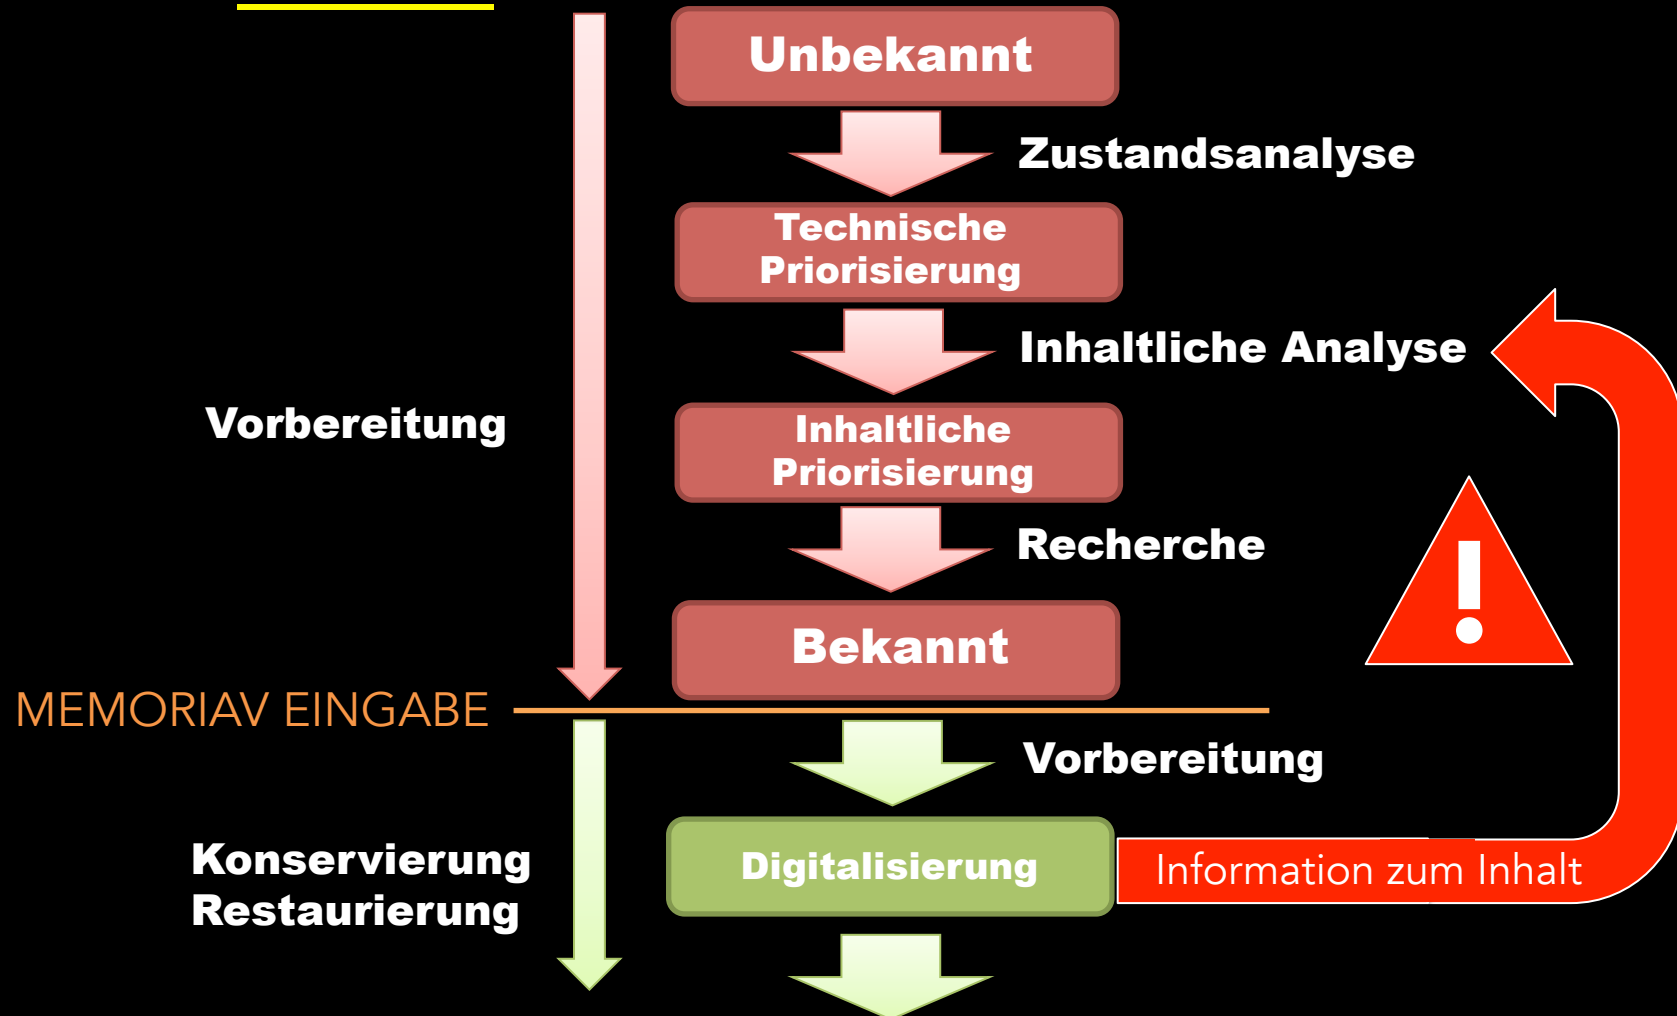 Unbekannt
Zustandsanalyse
Technische
Priorisierung
Inhaltliche Analyse
Vorbereitung
Inhaltliche
Priorisierung
Recherche
Bekannt
MEMORIAV EINGABE
Vorbereitung
Konservierung
Restaurierung
Digitalisierung
Information zum Inhalt
!